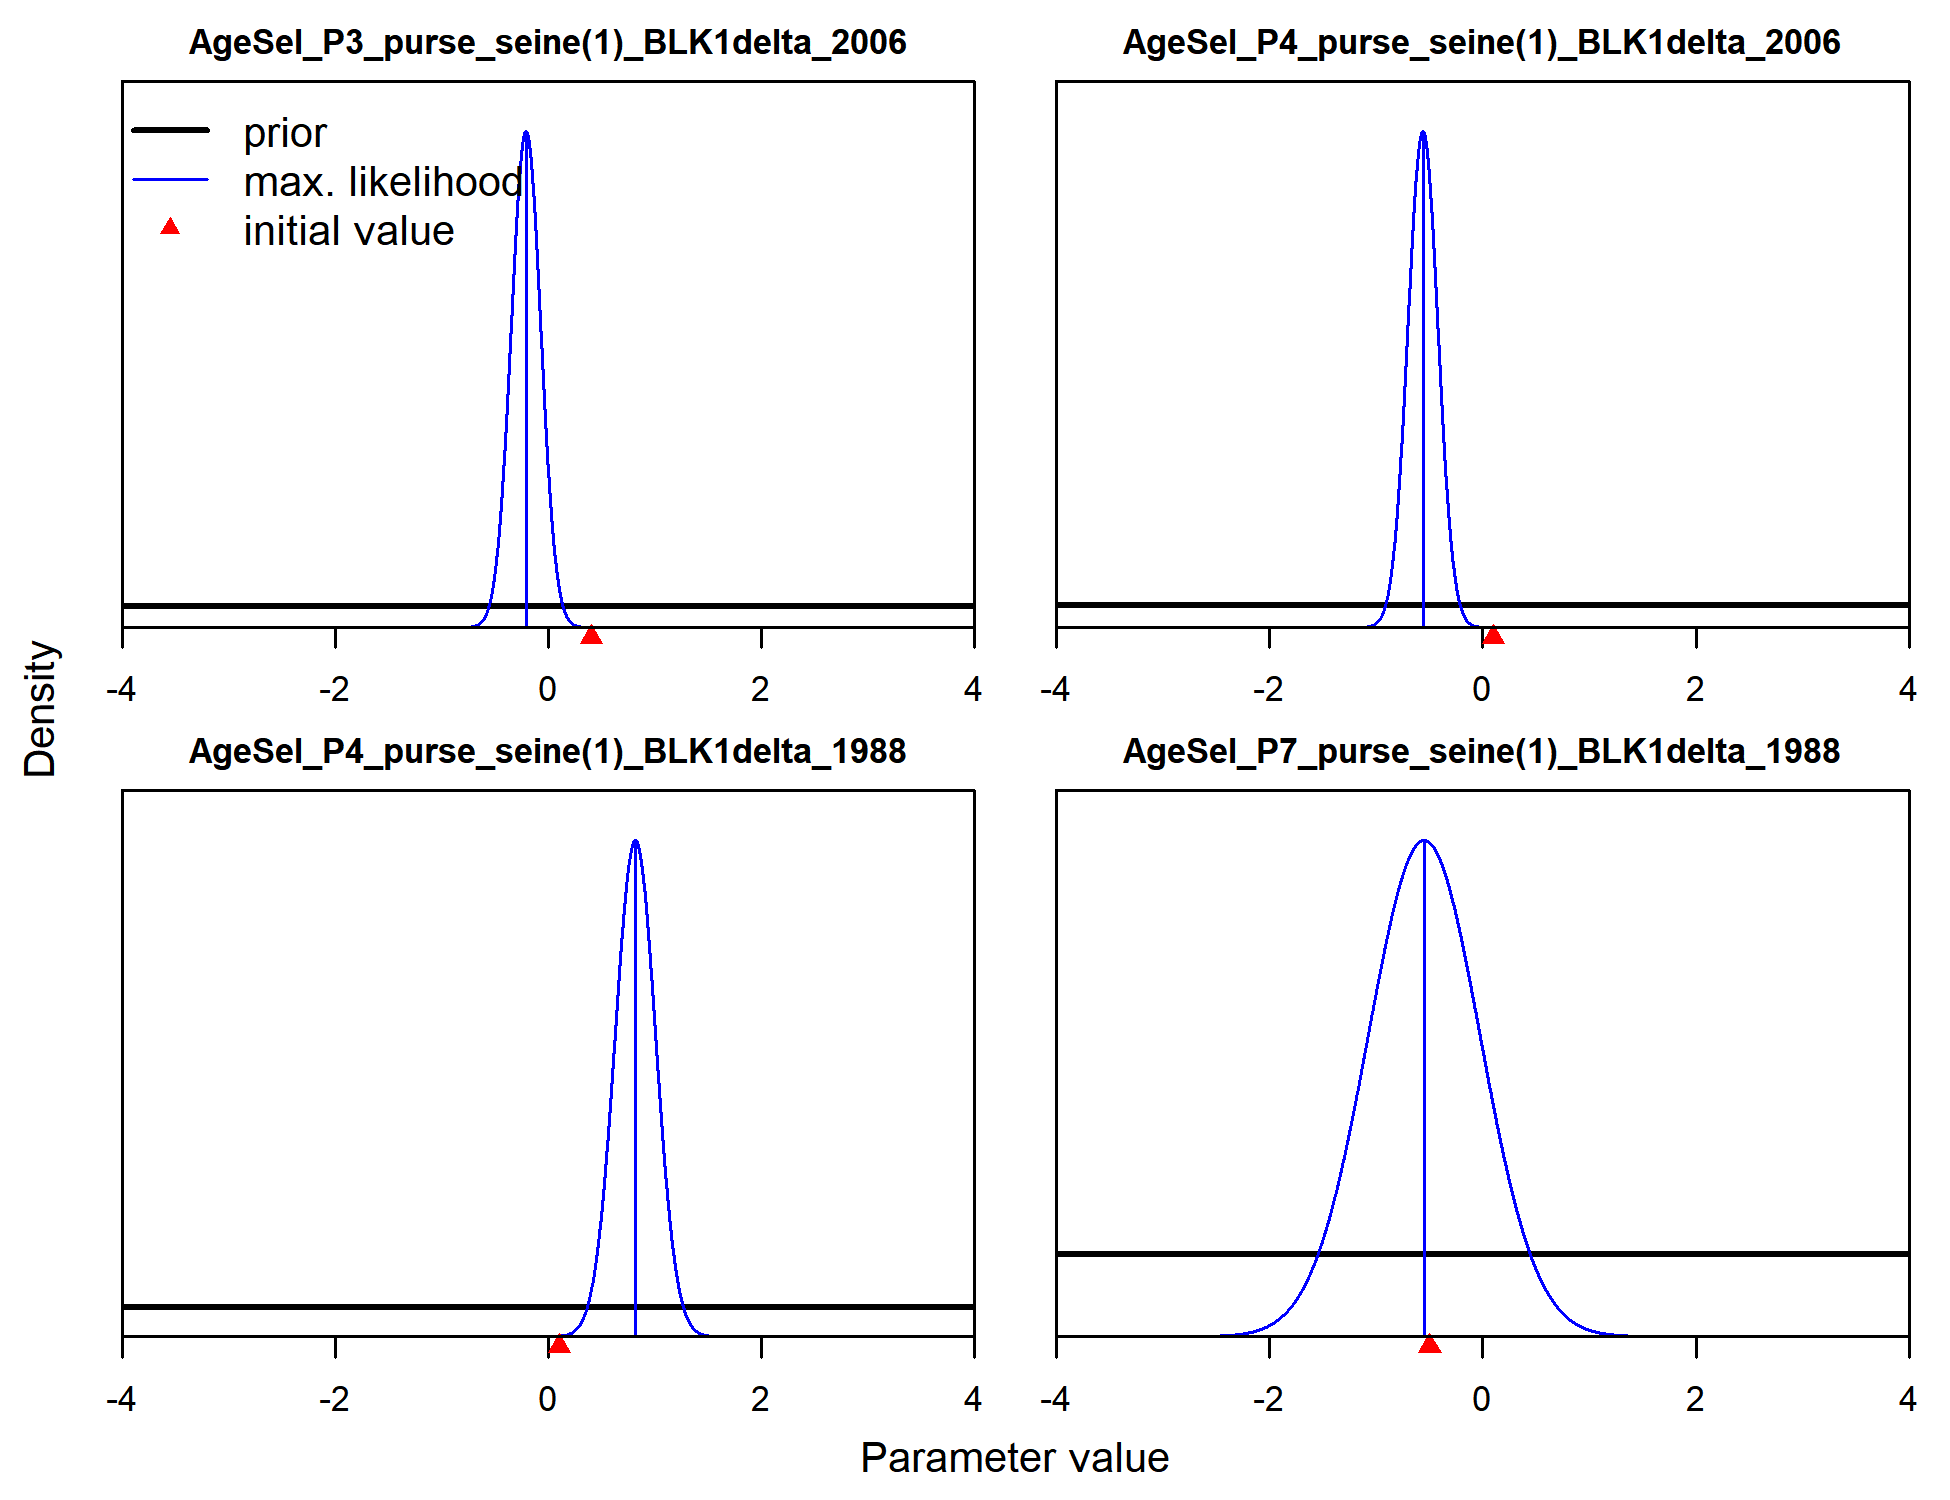 AgeSel_P3_purse_seine(1)_BLK1delta_2006
prior
max. likelihood
initial value
-4 -2 0 2 4
AgeSel_P4_purse_seine(1)_BLK1delta_2006
-4 -2 0 2 4
Density
AgeSel_P4_purse_seine(1)_BLK1delta_1988
-4 -2 0 2 4
AgeSel_P7_purse_seine(1)_BLK1delta_1988
-4 -2 0 2 4
Parameter value